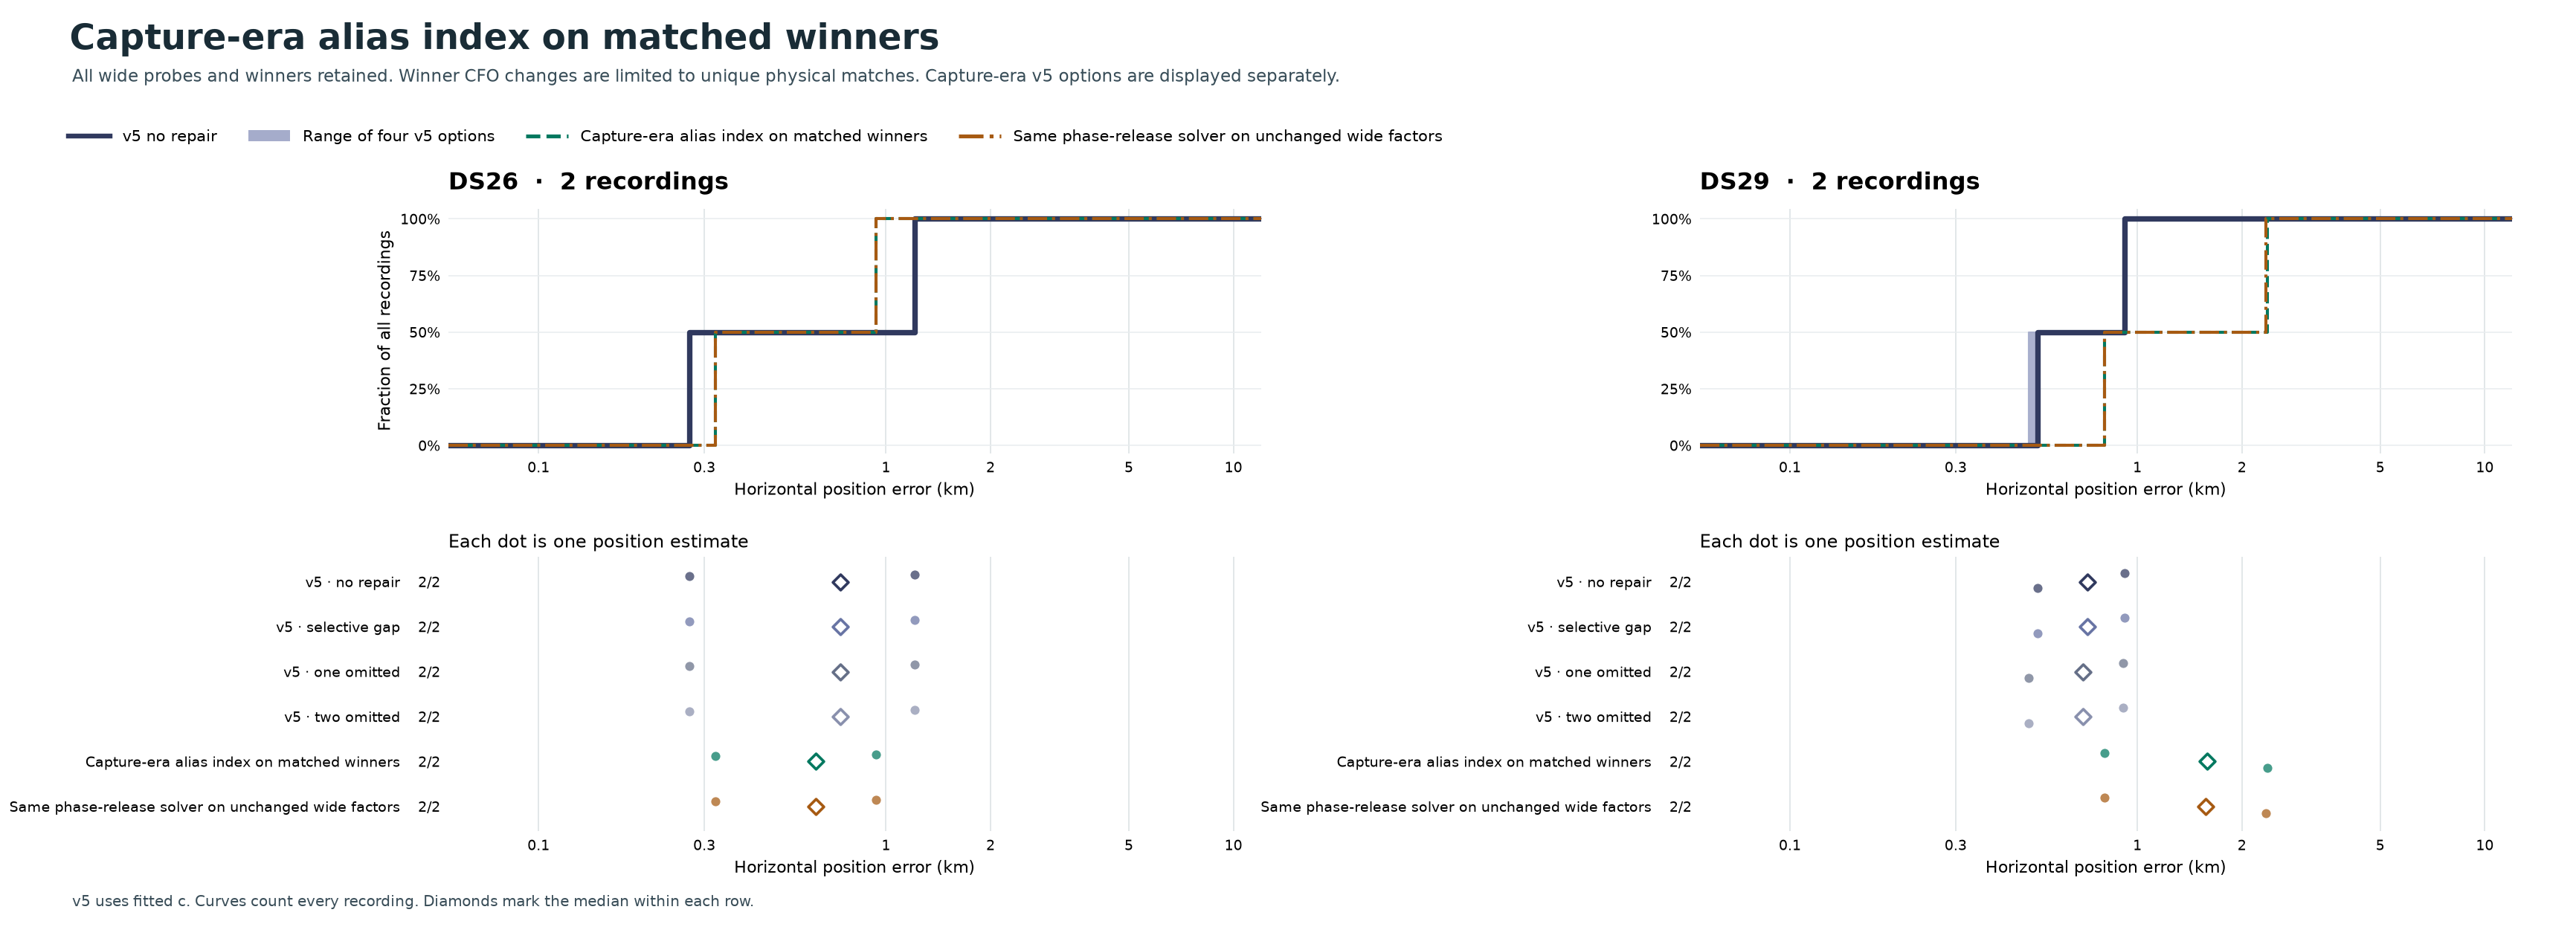 Capture-era alias index on matched winners
All wide probes and winners retained. Winner CFO changes are limited to unique physical matches. Capture-era v5 options are displayed separately.
v5 no repair
Range of four v5 options
Capture-era alias index on matched winners
Same phase-release solver on unchanged wide factors
DS26 · 2 recordings
Fraction of all recordings
100%
75%
50%
25%
0%
0.1 0.3 1 2 5 10
Horizontal position error (km)
DS29 · 2 recordings
100%
75%
50%
25%
0%
0.1 0.3 1 2 5 10
Horizontal position error (km)
Each dot is one position estimate
v5 · no repair 2/2
v5 · selective gap 2/2
v5 · one omitted 2/2
v5 · two omitted 2/2
Capture-era alias index on matched winners 2/2
Same phase-release solver on unchanged wide factors 2/2
0.1 0.3 1 2 5 10
Horizontal position error (km)
Each dot is one position estimate
v5 · no repair 2/2
v5 · selective gap 2/2
v5 · one omitted 2/2
v5 · two omitted 2/2
Capture-era alias index on matched winners 2/2
Same phase-release solver on unchanged wide factors 2/2
0.1 0.3 1 2 5 10
Horizontal position error (km)
v5 uses fitted c. Curves count every recording. Diamonds mark the median within each row.